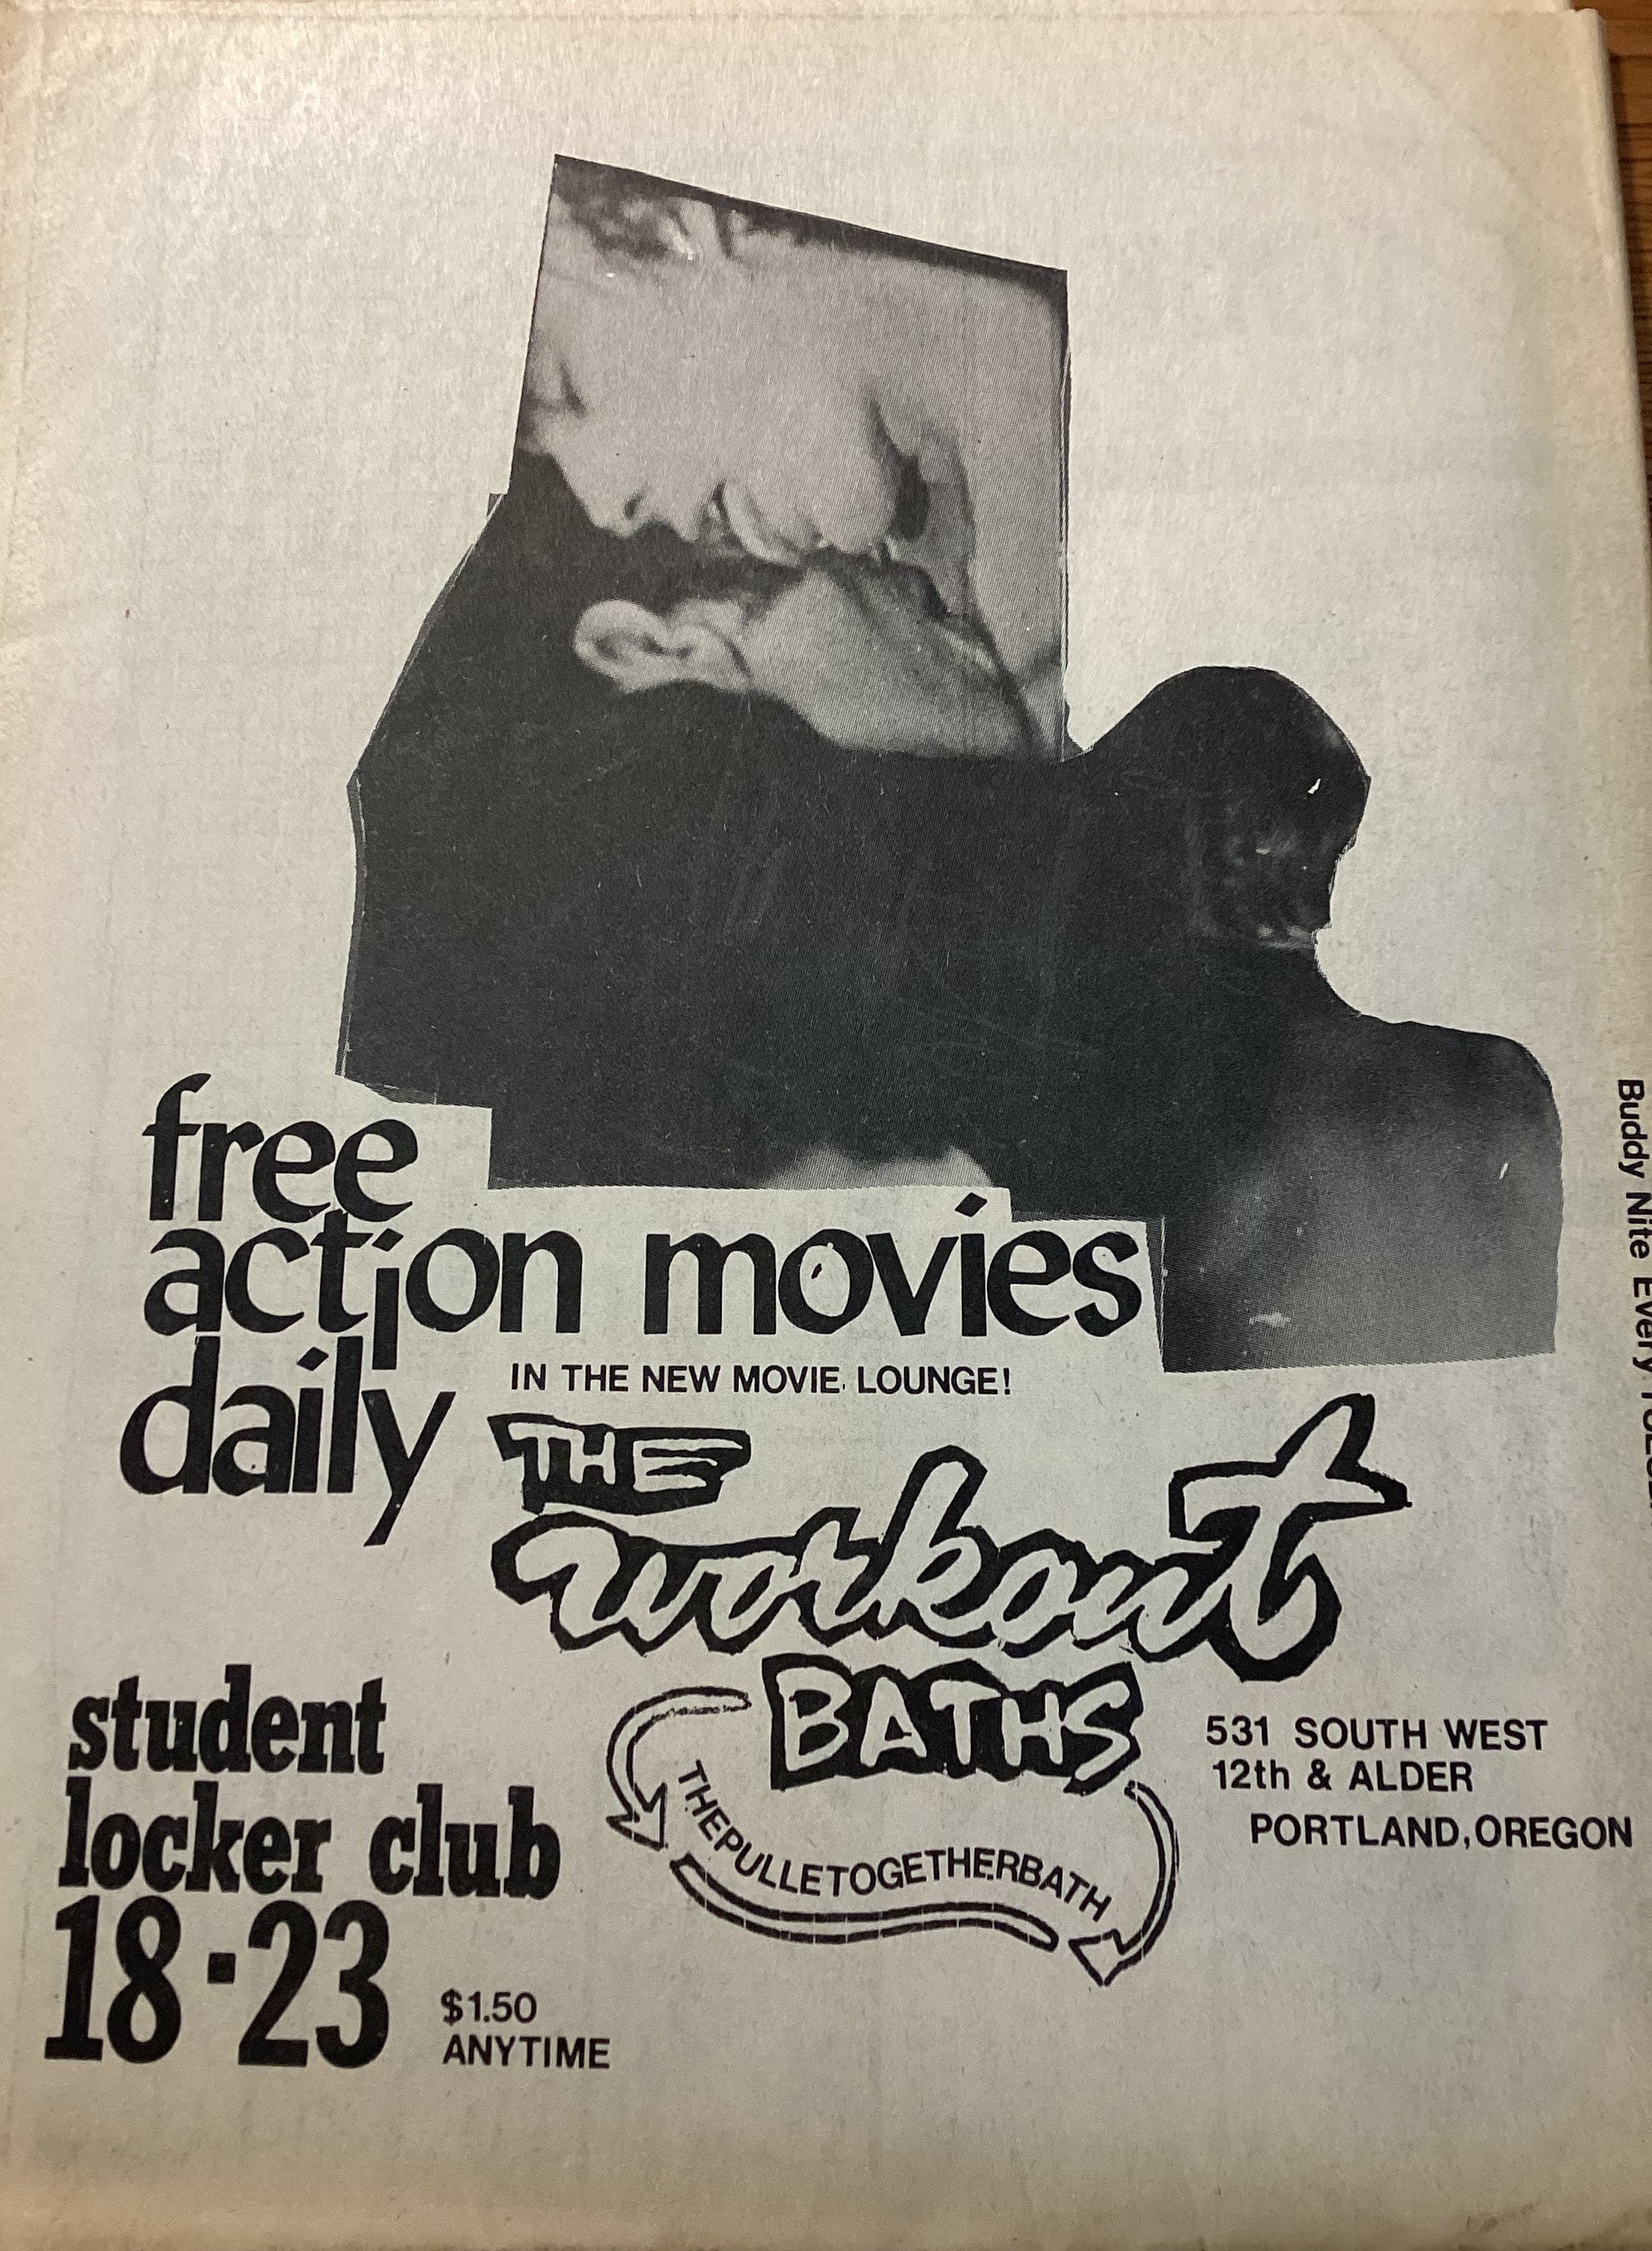 free
action movies
daily
IN THE NEW MOVIE LOUNGE!
THE
workout
BATHS
THEPULLETOGETHERBATH
531 SOUTH WEST
12th & ALDER
PORTLAND,OREGON
student
locker club
18-23
$1.50
ANYTIME
Buddy Nite EVery